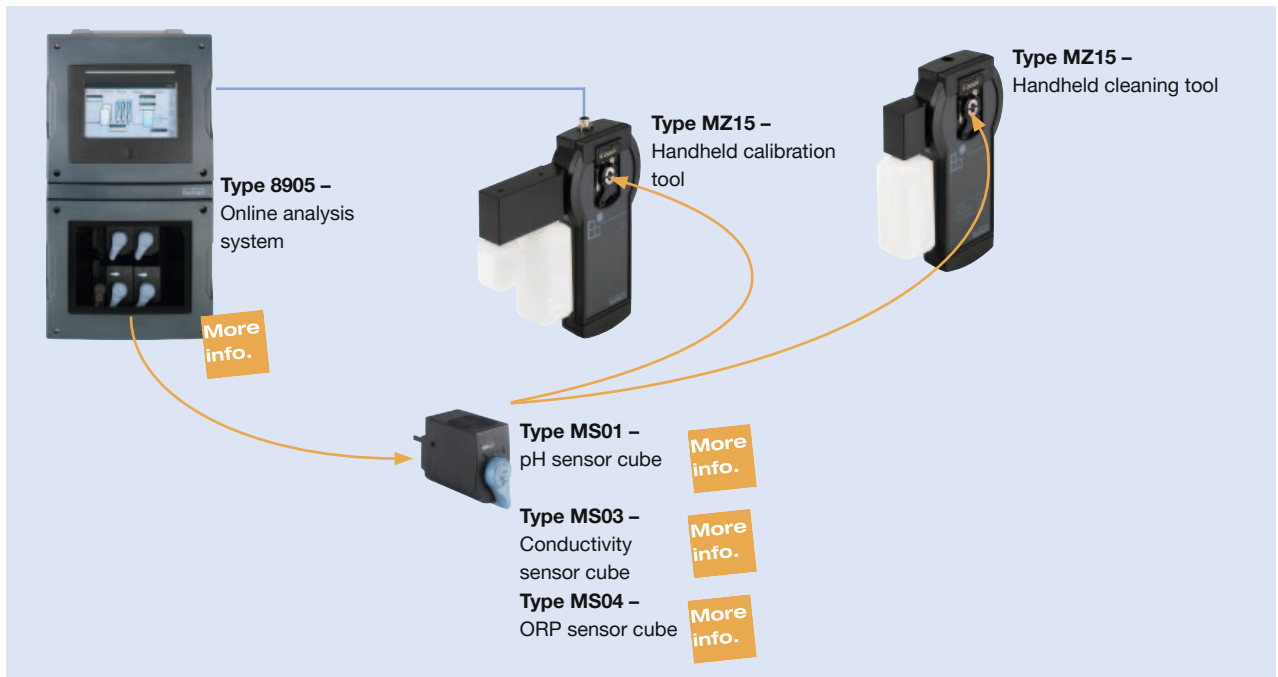 Type MZ15 –
Handheld cleaning tool
Type MZ15 –
Handheld calibration
tool
Type 8905 –
Online analysis
system
More
info.
Type MS01 –
pH sensor cube
More
info.
Type MS03 –
Conductivity
sensor cube
More
info.
Type MS04 –
ORP sensor cube
More
info.